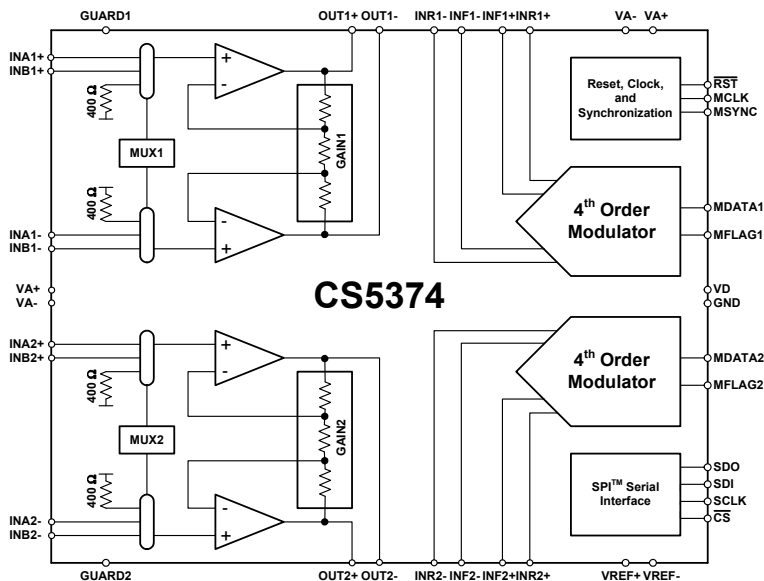 GUARD1 OUT1+ OUT1- INR1- INF1- INF1+ INR1+ VA- VA+
INA1+
INB1+
400 Ω
MUX1
400 Ω
INA1-
INB1-
+
-
-
+
GAIN1
Reset, Clock,
and
Synchronization
RST
MCLK
MSYNC
4th Order
Modulator
MDATA1
MFLAG1
VA+
VA-
CS5374
VD
GND
INA2+
INB2+
400 Ω
MUX2
400 Ω
INA2-
INB2-
+
-
-
+
GAIN2
4th Order
Modulator
MDATA2
MFLAG2
SPI™ Serial
Interface
SDO
SDI
SCLK
CS
GUARD2 OUT2+ OUT2- INR2- INF2- INF2+ INR2+ VREF+ VREF-